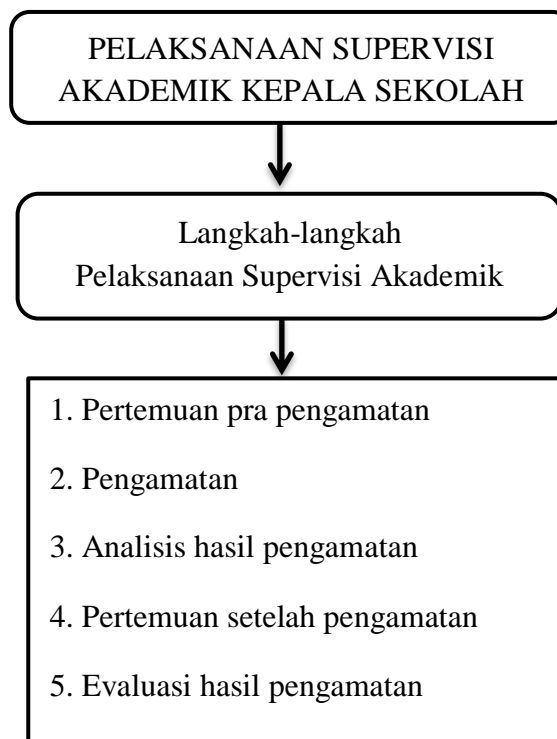 PELAKSANAAN SUPERVISI
AKADEMIK KEPALA SEKOLAH
Langkah-langkah
Pelaksanaan Supervisi Akademik
1. Pertemuan pra pengamatan
2. Pengamatan
3. Analisis hasil pengamatan
4. Pertemuan setelah pengamatan
5. Evaluasi hasil pengamatan